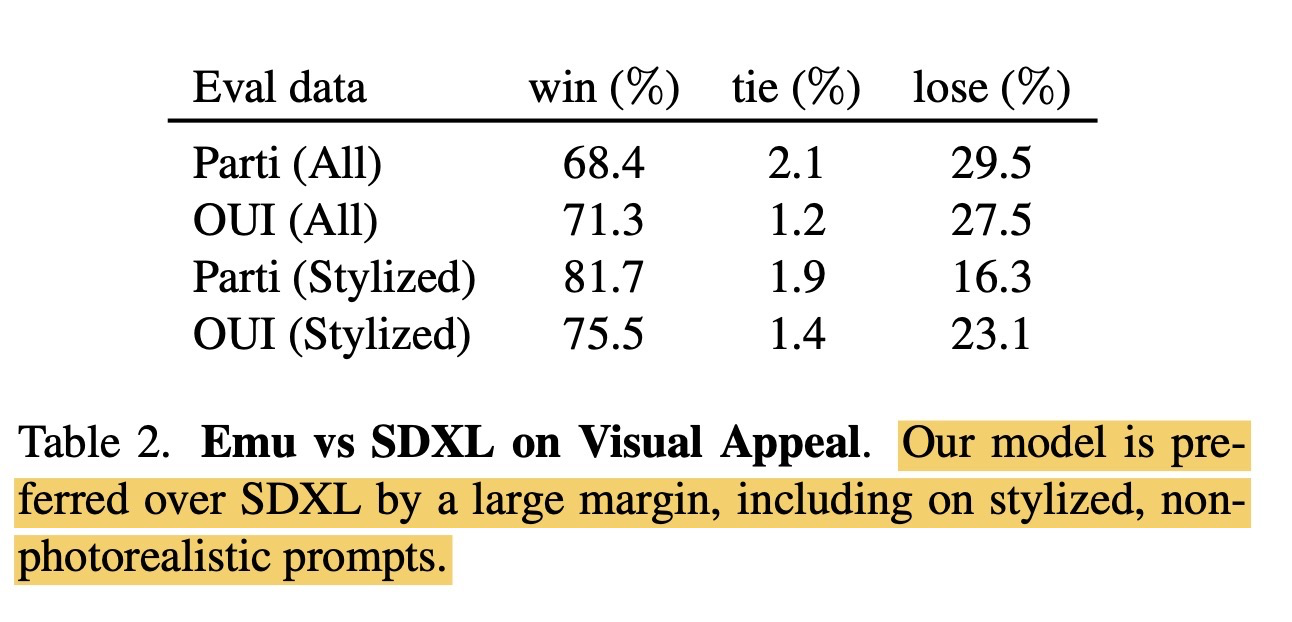 Eval data win (%) tie (%) lose (%)
Parti (All) 68.4 2.1 29.5
OUI (All) 71.3 1.2 27.5
Parti (Stylized) 81.7 1.9 16.3
OUI (Stylized) 75.5 1.4 23.1
Table 2. Emu vs SDXL on Visual Appeal. Our model is pre-
ferred over SDXL by a large margin, including on stylized, non-
photorealistic prompts.